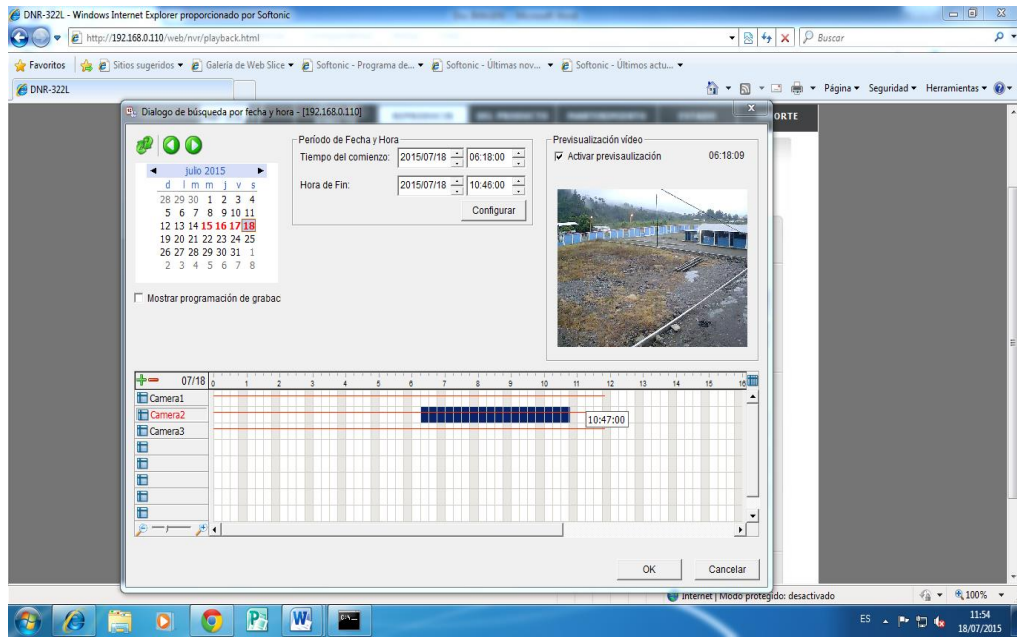 DNR-322L - Windows Internet Explorer proporcionado por Softonic
http://192.168.0.110/web/nvr/playback.html
Buscar
Favoritos Sitios sugeridos Galería de Web Slice Softonic - Programa de... Softonic - Últimas nov... Softonic - Últimos actu...
DNR-322L
Página Seguridad Herramientas
ORTE
Dialogo de búsqueda por fecha y hora - [192.168.0.110]
julio 2015
d l m m j v s
28 29 30 1 2 3 4
5 6 7 8 9 10 11
12 13 14 15 16 17 18
19 20 21 22 23 24 25
26 27 28 29 30 31 1
2 3 4 5 6 7 8
Mostrar programación de grabac
Período de Fecha y Hora
Tiempo del comienzo: 2015/07/18 06:18:00
Hora de Fin: 2015/07/18 10:46:00
Configurar
Previsualización vídeo
Activar previsaulización 06:18:09
07/18 0 1 2 3 4 5 6 7 8 9 10 11 12 13 14 15 16
Camera1
Camera2
10:47:00
Camera3
OK Cancelar
Internet | Modo protegido: desactivado 100%
ES 11:54
18/07/2015